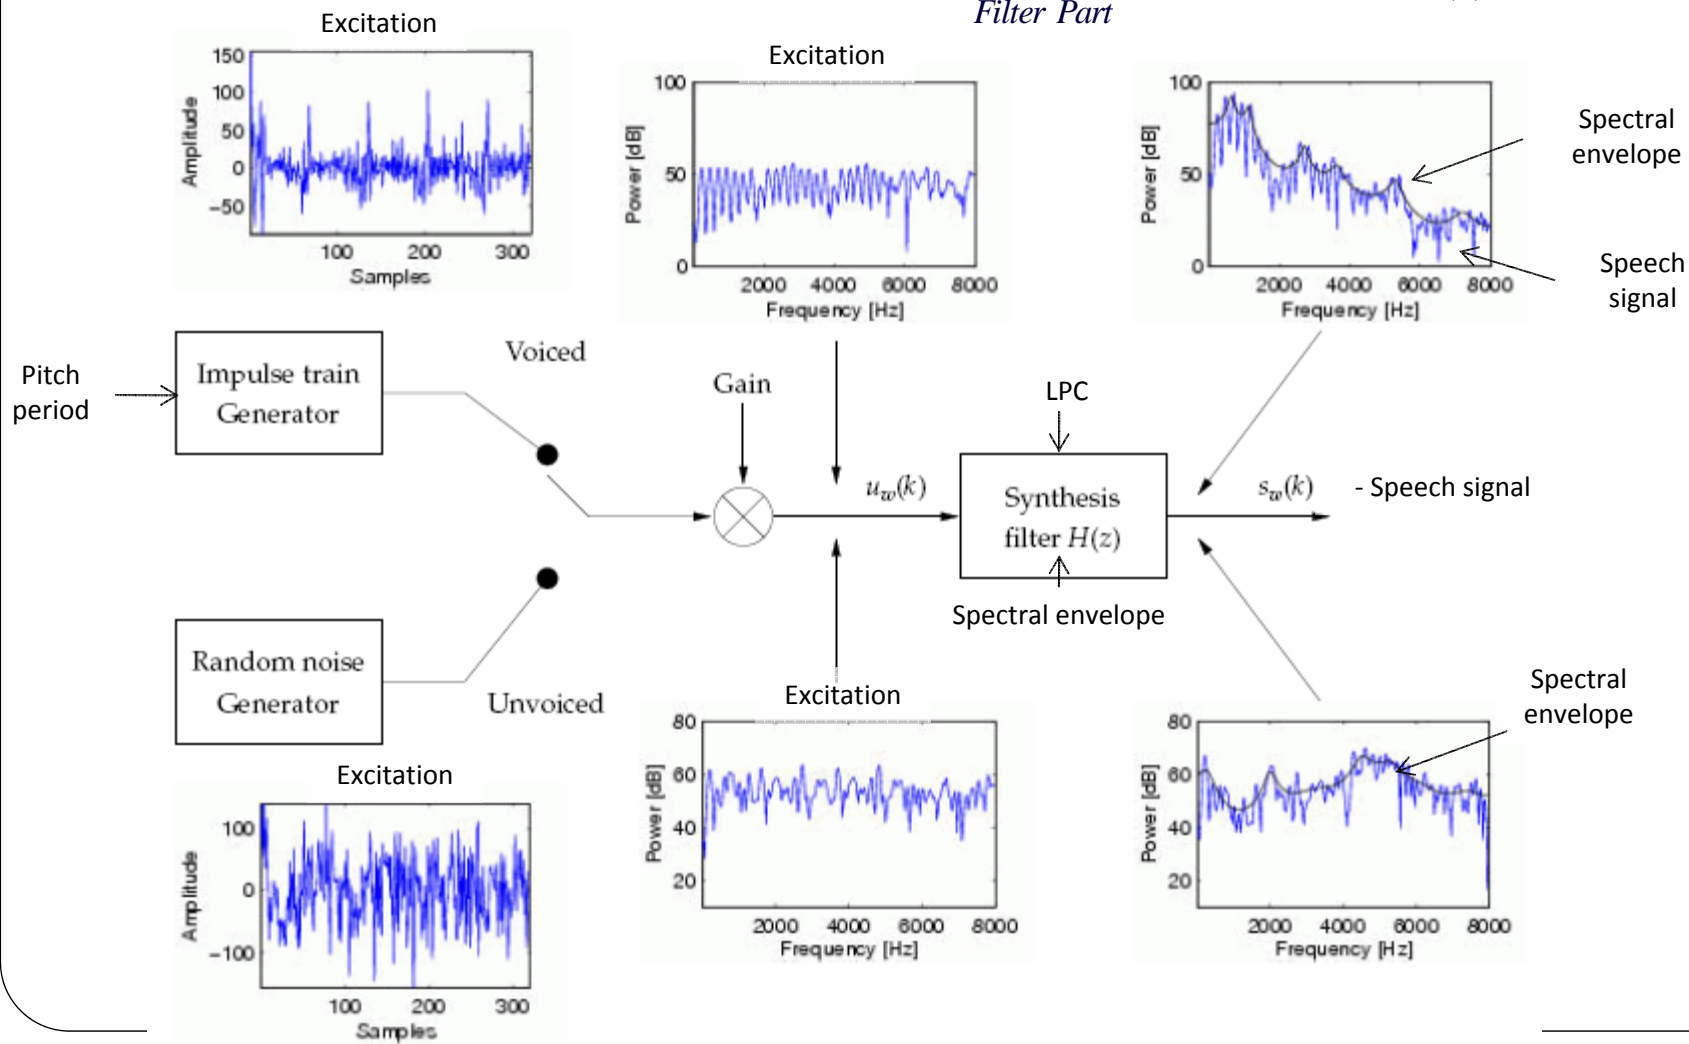 Filter Part
Excitation
150
100
50
0
−50
Amplitude
100 200 300
Samples
Excitation
100
50
0
Power [dB]
2000 4000 6000 8000
Frequency [Hz]
100
50
0
Power [dB]
2000 4000 6000 8000
Frequency [Hz]
Spectral
envelope
Speech
signal
Pitch
period
Impulse train
Generator
Voiced
Gain
LPC
u_w(k)
Synthesis
filter H(z)
s_w(k)
- Speech signal
Spectral envelope
Random noise
Generator
Unvoiced
Excitation
100
0
−100
Amplitude
100 200 300
Samples
Excitation
80
60
40
20
Power [dB]
2000 4000 6000 8000
Frequency [Hz]
80
60
40
20
Power [dB]
2000 4000 6000 8000
Frequency [Hz]
Spectral
envelope